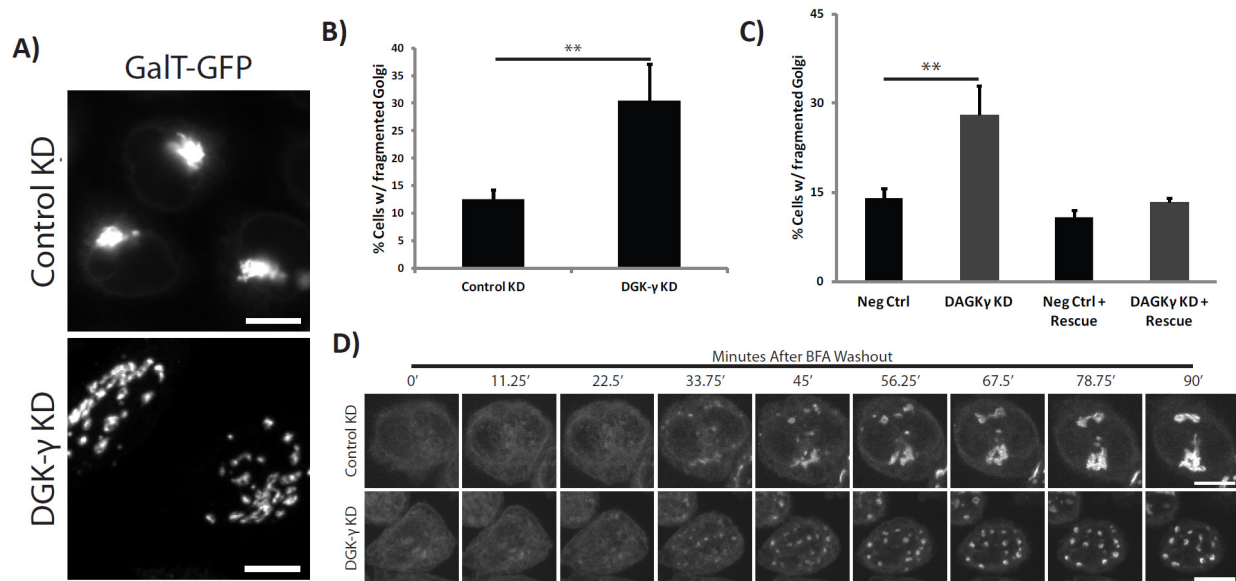 A)
GalT-GFP
Control KD
DGK-γ KD
B)
% Cells w/ fragmented Golgi
40
35
30
25
20
15
10
5
0
**
Control KD
DGK-γ KD
C)
% Cells w/ fragmented Golgi
45
30
15
0
**
Neg Ctrl
DAGKγ KD
Neg Ctrl +
Rescue
DAGKγ KD +
Rescue
D)
Minutes After BFA Washout
0' 11.25' 22.5' 33.75' 45' 56.25' 67.5' 78.75' 90'
Control KD
DGK-γ KD